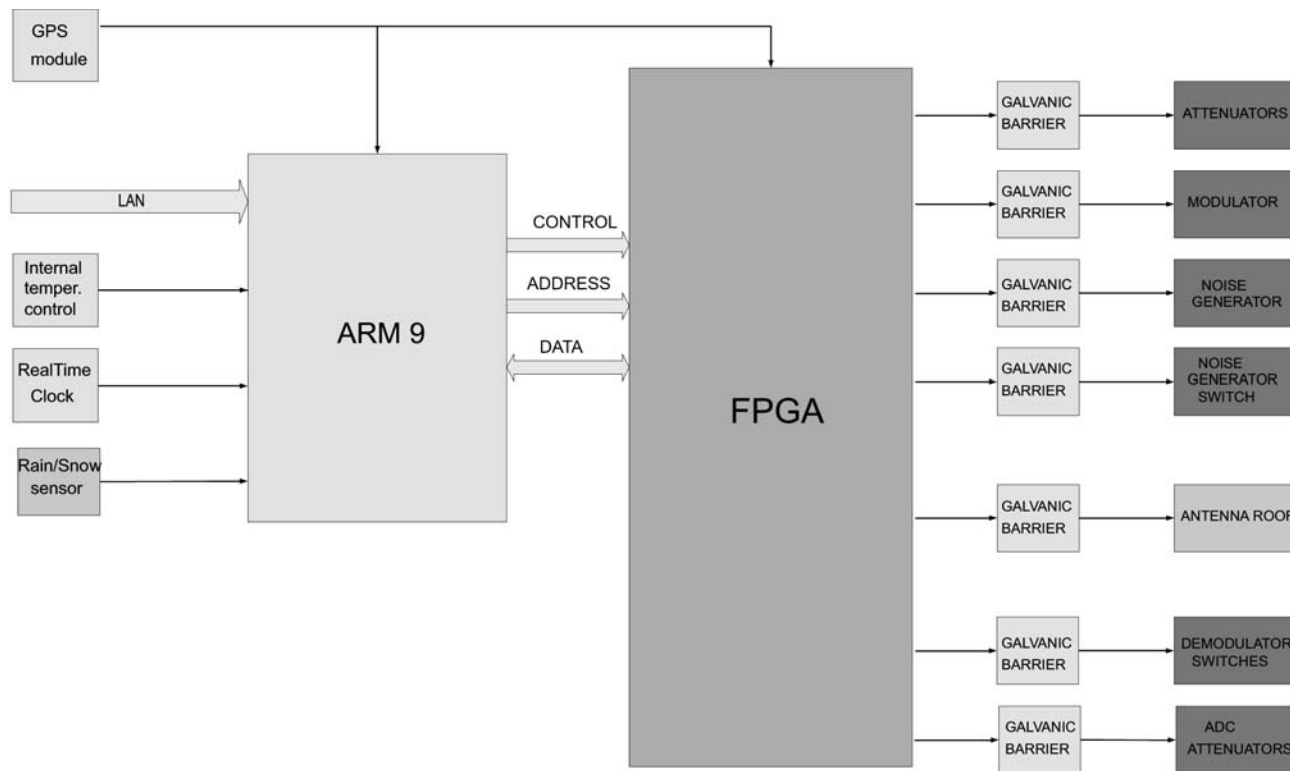 GPS
module
LAN
Internal
temper.
control
RealTime
Clock
Rain/Snow
sensor
ARM 9
CONTROL
ADDRESS
DATA
FPGA
GALVANIC
BARRIER
ATTENUATORS
GALVANIC
BARRIER
MODULATOR
GALVANIC
BARRIER
NOISE
GENERATOR
GALVANIC
BARRIER
NOISE
GENERATOR
SWITCH
GALVANIC
BARRIER
ANTENNA ROOF
GALVANIC
BARRIER
DEMODULATOR
SWITCHES
GALVANIC
BARRIER
ADC
ATTENUATORS